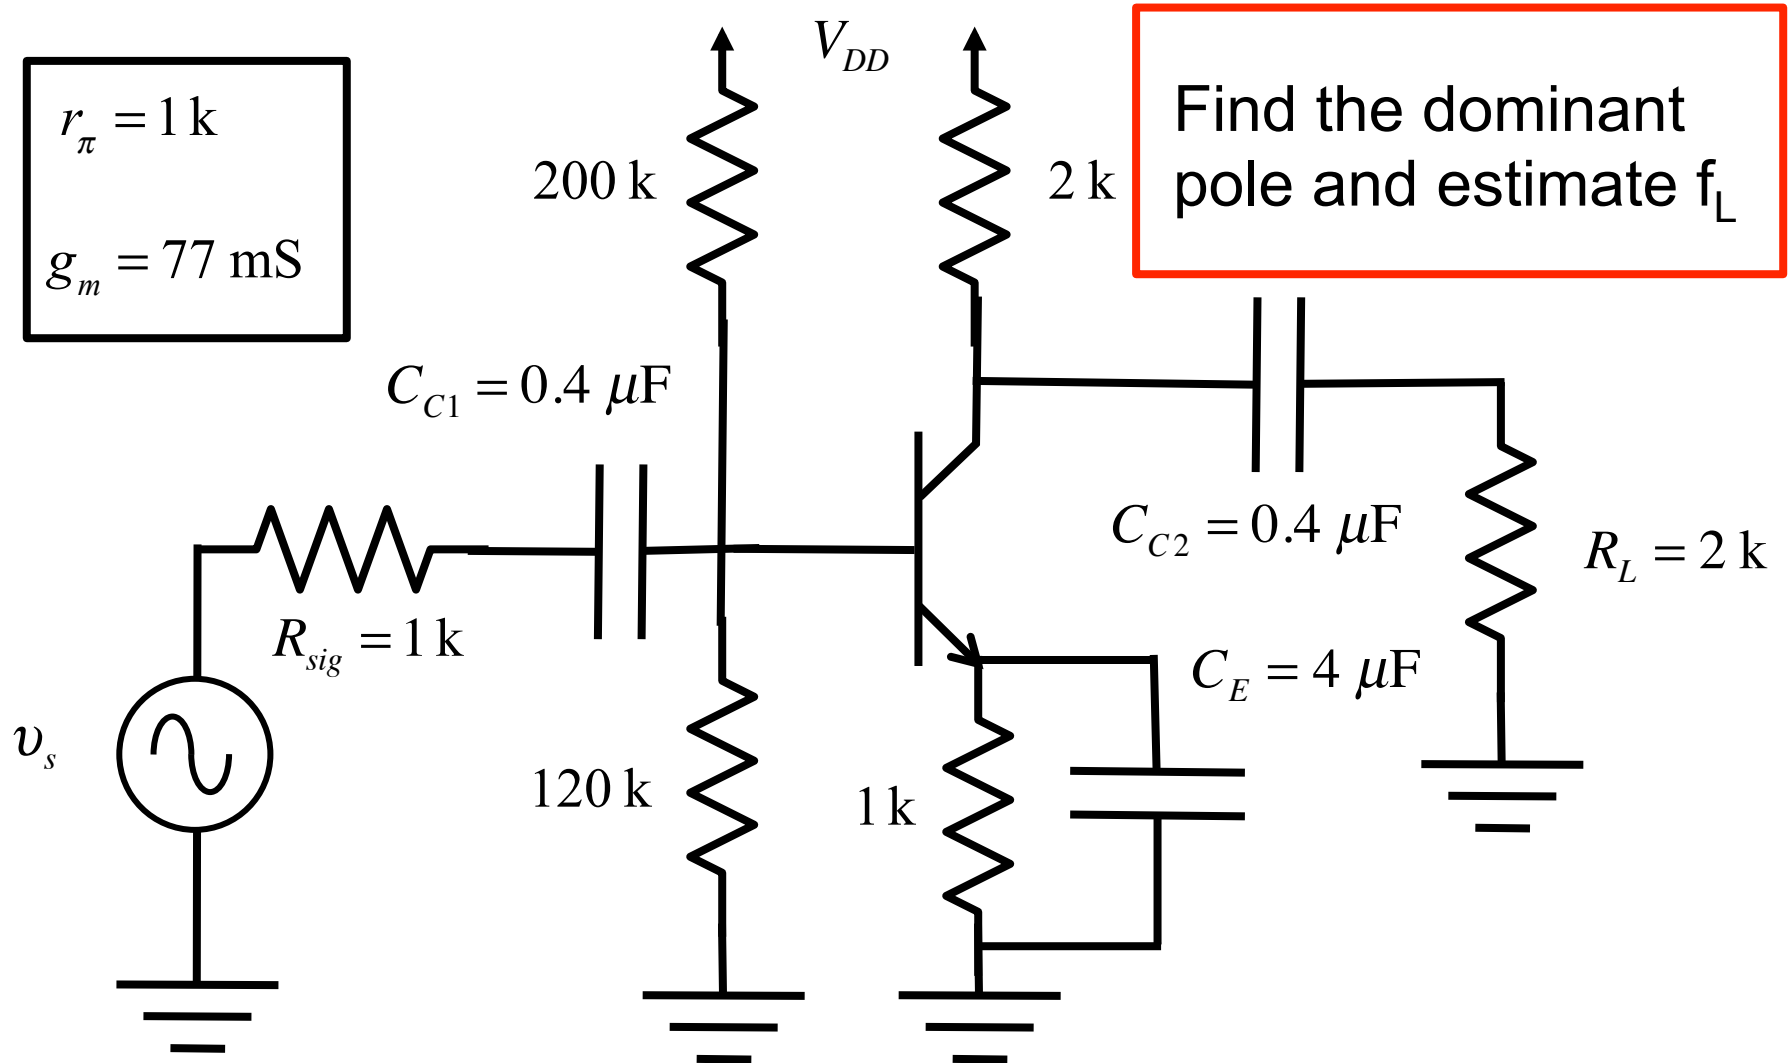 r_π = 1 k
g_m = 77 mS
V_DD
Find the dominant
pole and estimate f_L
200 k
2 k
C_C1 = 0.4 μF
C_C2 = 0.4 μF
R_L = 2 k
R_sig = 1 k
C_E = 4 μF
υ_s
120 k
1 k